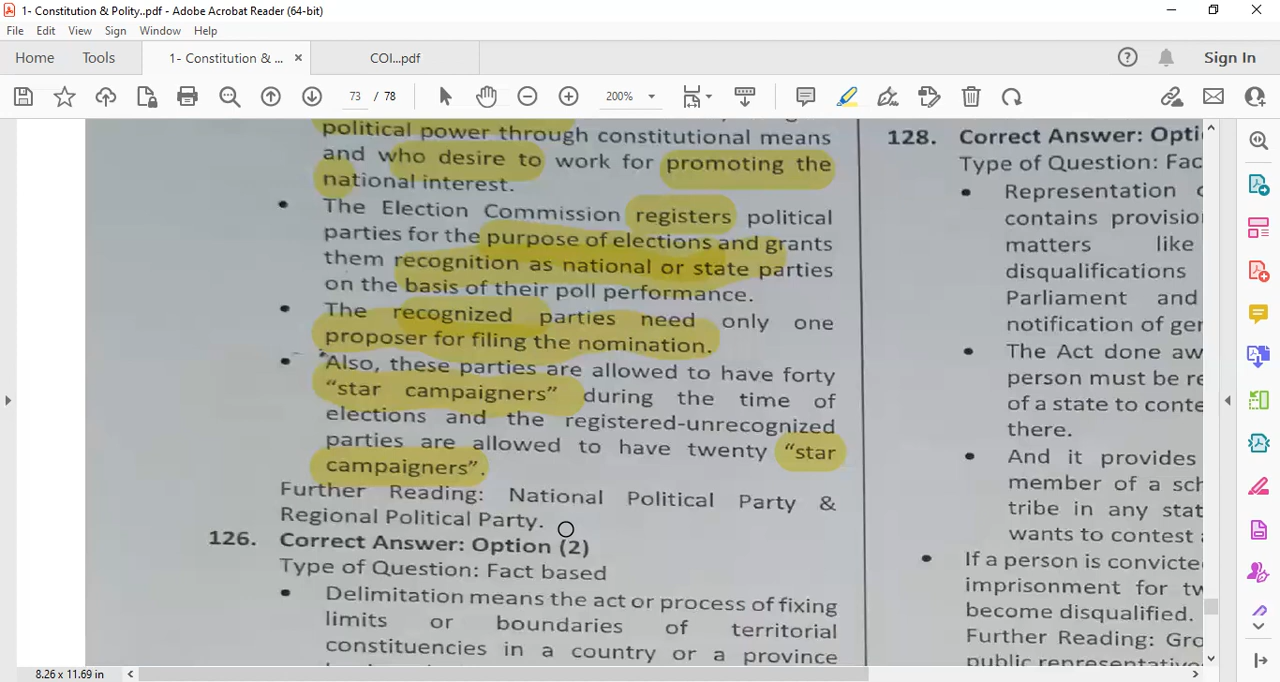 1- Constitution & Polity..pdf - Adobe Acrobat Reader (64-bit)
File Edit View Sign Window Help
Home Tools 1- Constitution & ... × COI...pdf Sign In
73 / 78 200%
political power through constitutional means
and who desire to work for promoting the
national interest.
• The Election Commission registers political
parties for the purpose of elections and grants
them recognition as national or state parties
on the basis of their poll performance.
• The recognized parties need only one
proposer for filing the nomination.
• Also, these parties are allowed to have forty
“star campaigners” during the time of
elections and the registered-unrecognized
parties are allowed to have twenty “star
campaigners”.
Further Reading: National Political Party &
Regional Political Party.
126. Correct Answer: Option (2)
Type of Question: Fact based
• Delimitation means the act or process of fixing
limits or boundaries of territorial
constituencies in a country or a province
128. Correct Answer: Opti
Type of Question: Fac
• Representation
contains provisio
matters like
disqualifications
Parliament and
notification of ger
• The Act done aw
person must be re
of a state to conte
there.
• And it provides
member of a sch
tribe in any stat
wants to contest
• If a person is convicte
imprisonment for tw
become disqualified.
Further Reading: Gro
public representative
8.26 x 11.69 in